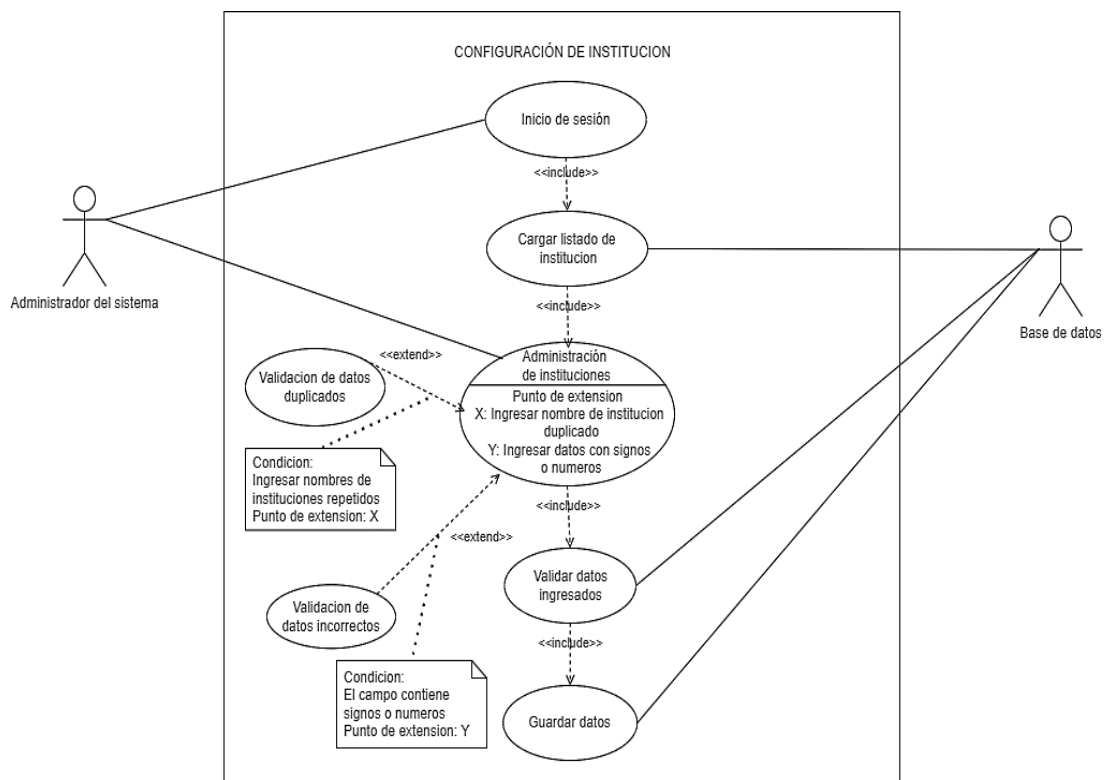 CONFIGURACIÓN DE INSTITUCION
Inicio de sesión
<<include>>
Cargar listado de
institucion
Administrador del sistema
Base de datos
<<include>>
<<extend>>
Administración
de instituciones
Punto de extension
X: Ingresar nombre de institucion
duplicado
Y: Ingresar datos con signos
o numeros
Validacion de datos
duplicados
Condicion:
Ingresar nombres de
instituciones repetidos
Punto de extension: X
<<include>>
<<extend>>
Validar datos
ingresados
Validacion de
datos incorrectos
<<include>>
Condicion:
El campo contiene
signos o numeros
Punto de extension: Y
Guardar datos